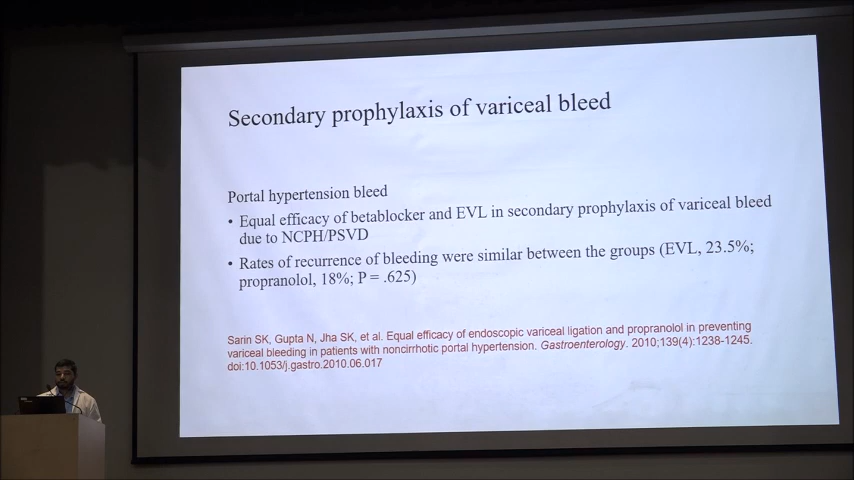 Secondary prophylaxis of variceal bleed
Portal hypertension bleed
• Equal efficacy of betablocker and EVL in secondary prophylaxis of variceal bleed
due to NCPH/PSVD
• Rates of recurrence of bleeding were similar between the groups (EVL, 23.5%;
propranolol, 18%; P = .625)
Sarin SK, Gupta N, Jha SK, et al. Equal efficacy of endoscopic variceal ligation and propranolol in preventing
variceal bleeding in patients with noncirrhotic portal hypertension. Gastroenterology. 2010;139(4):1238-1245.
doi:10.1053/j.gastro.2010.06.017